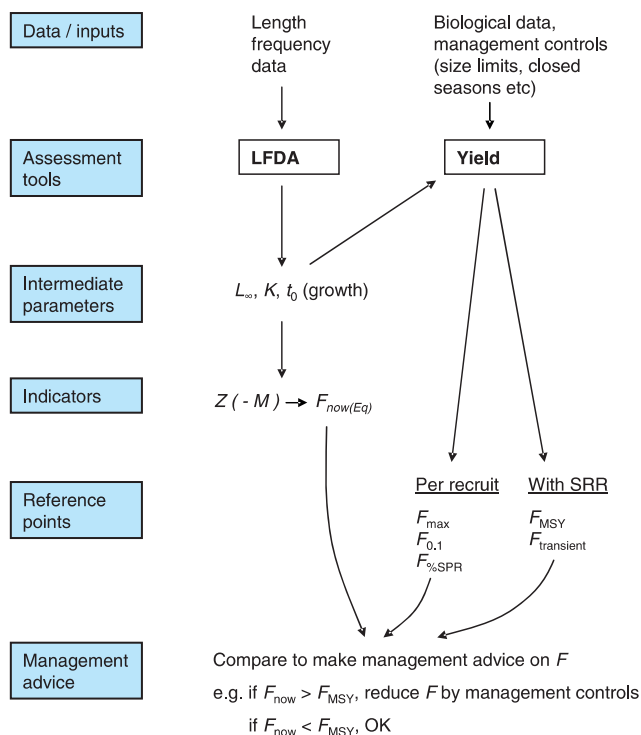 Data / inputs
Length
frequency
data
Biological data,
management controls
(size limits, closed
seasons etc)
Assessment
tools
LFDA
Yield
Intermediate
parameters
L∞, K, t0 (growth)
Indicators
Z ( - M ) → Fnow(Eq)
Reference
points
Per recruit
Fmax
F0.1
F%SPR
With SRR
FMSY
Ftransient
Management
advice
Compare to make management advice on F
e.g. if Fnow > FMSY, reduce F by management controls
if Fnow < FMSY, OK